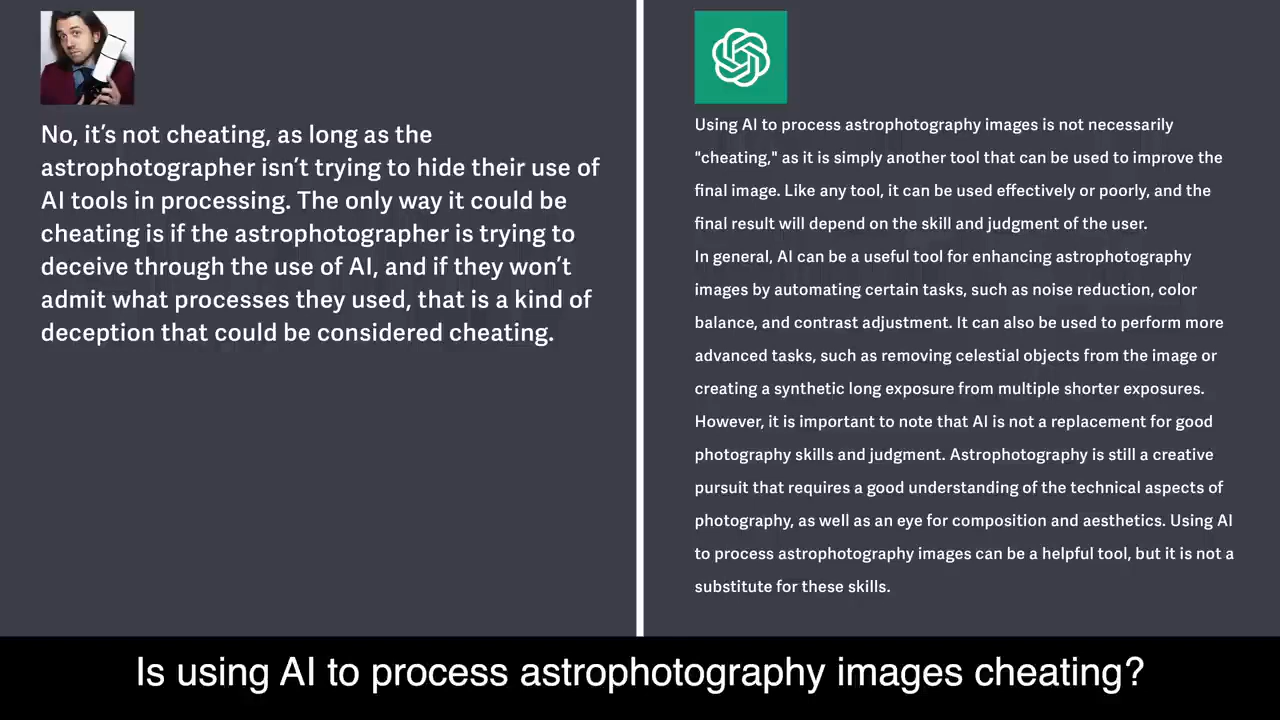 No, it's not cheating, as long as the
astrophotographer isn't trying to hide their use of
AI tools in processing. The only way it could be
cheating is if the astrophotographer is trying to
deceive through the use of AI, and if they won't
admit what processes they used, that is a kind of
deception that could be considered cheating.
Using AI to process astrophotography images is not necessarily
"cheating," as it is simply another tool that can be used to improve the
final image. Like any tool, it can be used effectively or poorly, and the
final result will depend on the skill and judgment of the user.
In general, AI can be a useful tool for enhancing astrophotography
images by automating certain tasks, such as noise reduction, color
balance, and contrast adjustment. It can also be used to perform more
advanced tasks, such as removing celestial objects from the image or
creating a synthetic long exposure from multiple shorter exposures.
However, it is important to note that AI is not a replacement for good
photography skills and judgment. Astrophotography is still a creative
pursuit that requires a good understanding of the technical aspects of
photography, as well as an eye for composition and aesthetics. Using AI
to process astrophotography images can be a helpful tool, but it is not a
substitute for these skills.
Is using AI to process astrophotography images cheating?